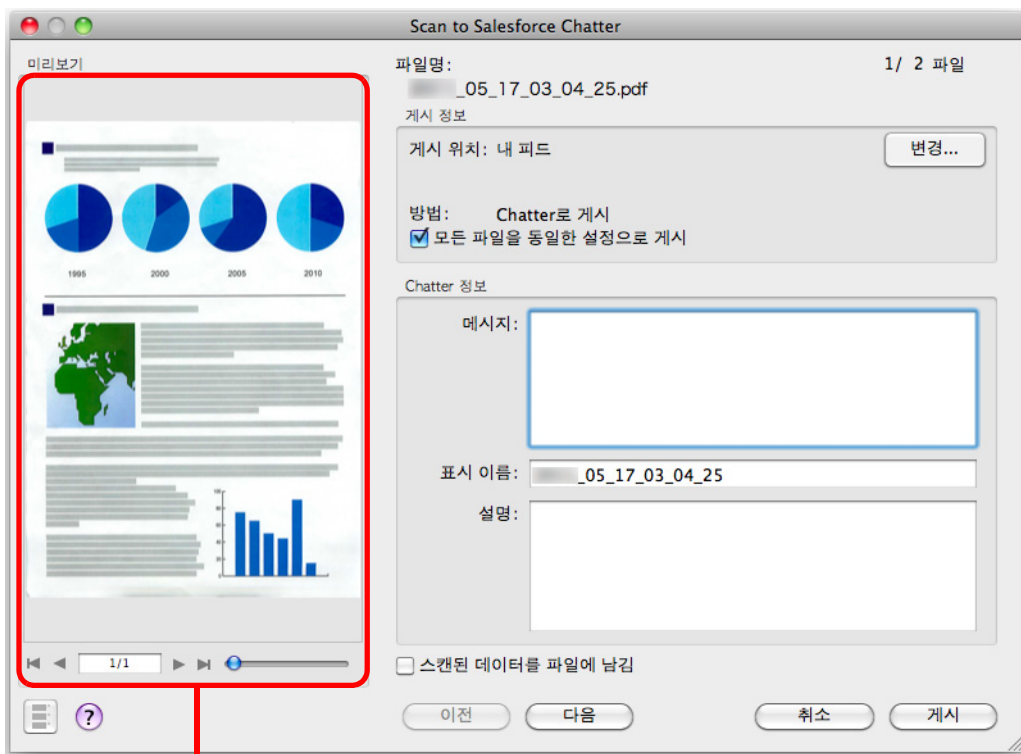 Scan to Salesforce Chatter
미리보기
1995 2000 2005 2010
1/1
파일명: 1/ 2 파일
_05_17_03_04_25.pdf
게시 정보
게시 위치: 내 피드 변경...
방법: Chatter로 게시
모든 파일을 동일한 설정으로 게시
Chatter 정보
메시지:
표시 이름: _05_17_03_04_25
설명:
스캔된 데이터를 파일에 남김
? 이전 다음 취소 게시